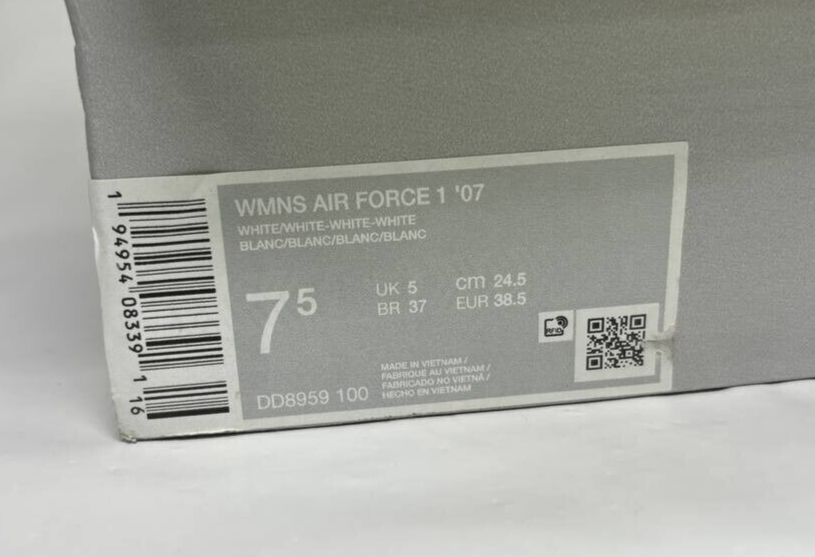 WMNS AIR FORCE 1 '07
WHITE/WHITE-WHITE-WHITE
BLANC/BLANC/BLANC/BLANC
7 5
UK 5 cm 24.5
BR 37 EUR 38.5
RFID
MADE IN VIETNAM /
FABRIQUE AU VIETNAM /
FABRICADO NO VIETNÃ /
HECHO EN VIETNAM
DD8959 100
1 94954 08339 1 16